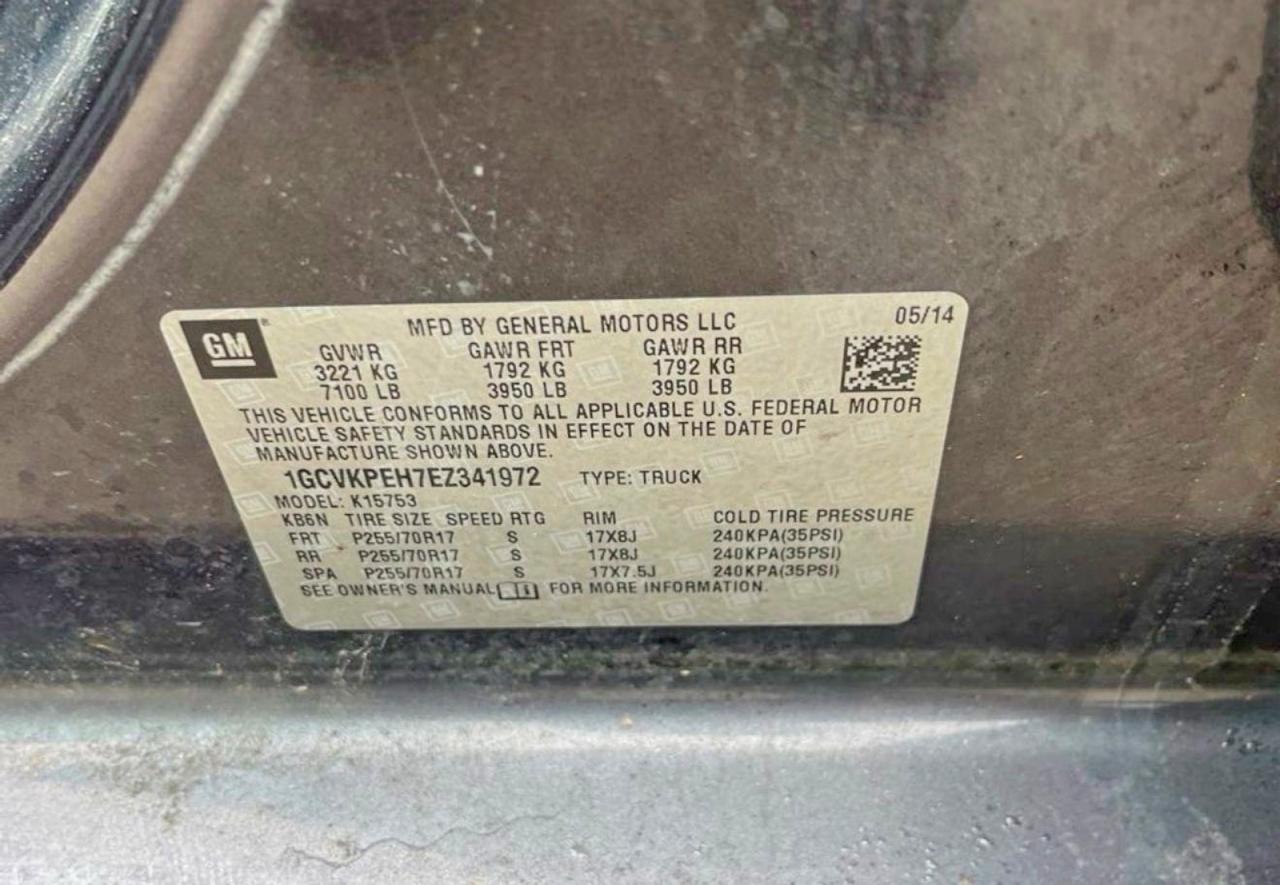 GM
MFD BY GENERAL MOTORS LLC 05/14
GVWR GAWR FRT GAWR RR
3221 KG 1792 KG 1792 KG
7100 LB 3950 LB 3950 LB
THIS VEHICLE CONFORMS TO ALL APPLICABLE U.S. FEDERAL MOTOR
VEHICLE SAFETY STANDARDS IN EFFECT ON THE DATE OF
MANUFACTURE SHOWN ABOVE.
1GCVKPEH7EZ341972 TYPE: TRUCK
MODEL: K15753
KB6N TIRE SIZE SPEED RTG RIM COLD TIRE PRESSURE
FRT P255/70R17 S 17X8J 240KPA(35PSI)
RR P255/70R17 S 17X8J 240KPA(35PSI)
SPA P255/70R17 S 17X7.5J 240KPA(35PSI)
SEE OWNER'S MANUAL FOR MORE INFORMATION.